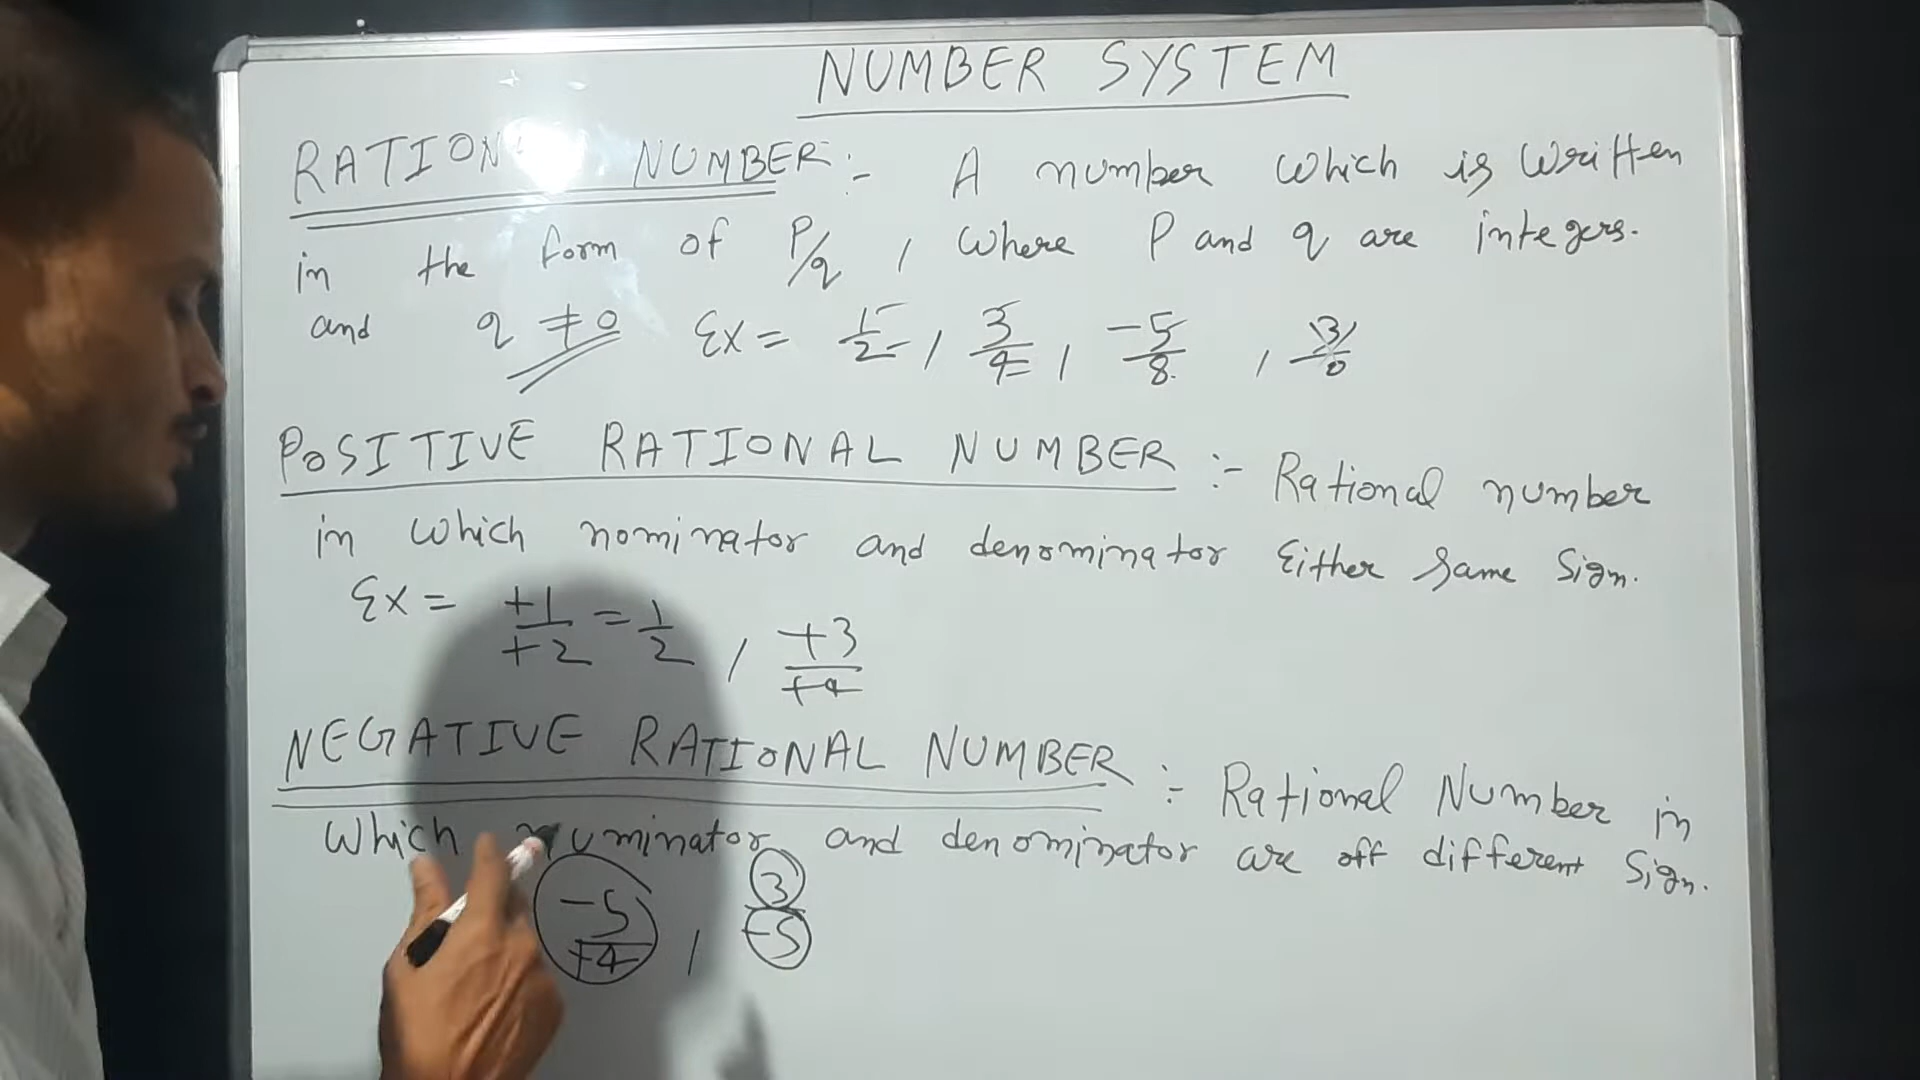 NUMBER SYSTEM
RATION NUMBER :- A number which is written
in the form of P/q , where P and q are integers.
and q ≠ 0 Ex = 1/2 , 3/4 , -5/8 , 3/0
POSITIVE RATIONAL NUMBER :- Rational number
in which nominator and denominator Either same Sign.
Ex = +1/+2 = 1/2 , +3/+4
NEGATIVE RATIONAL NUMBER :- Rational Number in
which numinator and denominator are off different Sign.
-5/+4 , 3/-5